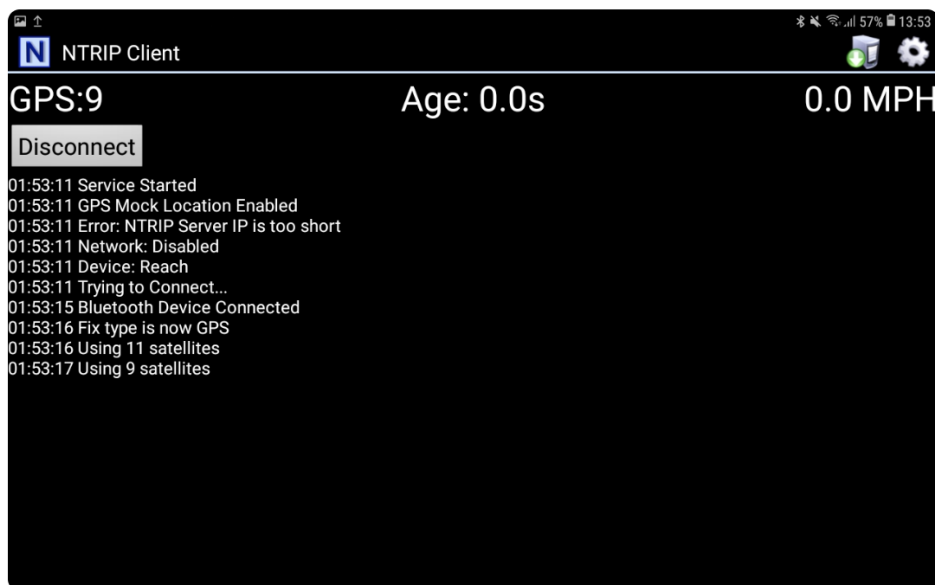 57% 13:53
N NTRIP Client
GPS:9 Age: 0.0s 0.0 MPH
Disconnect
01:53:11 Service Started
01:53:11 GPS Mock Location Enabled
01:53:11 Error: NTRIP Server IP is too short
01:53:11 Network: Disabled
01:53:11 Device: Reach
01:53:11 Trying to Connect...
01:53:15 Bluetooth Device Connected
01:53:16 Fix type is now GPS
01:53:16 Using 11 satellites
01:53:17 Using 9 satellites